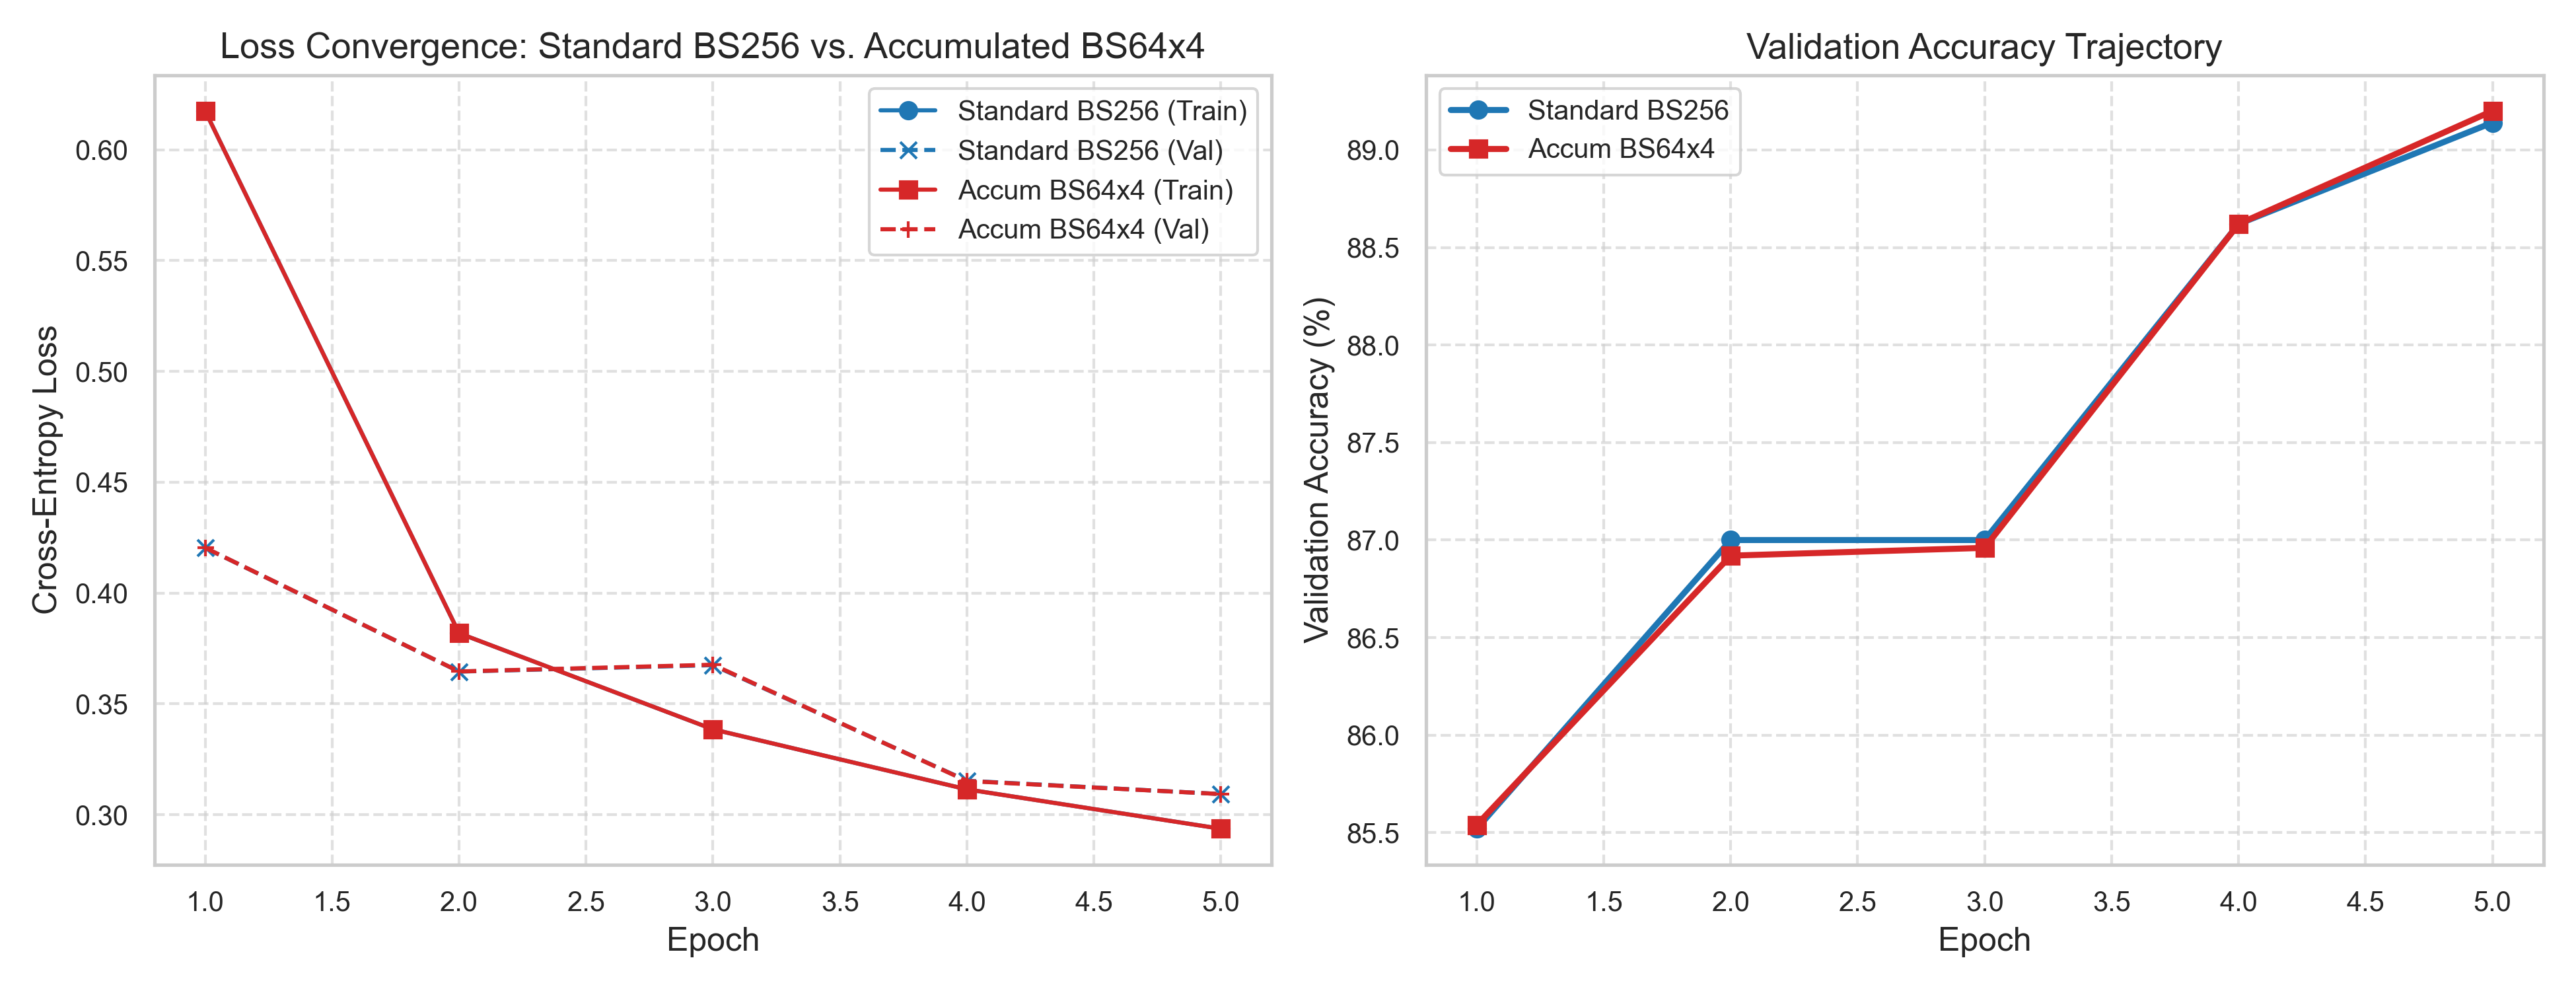 Loss Convergence: Standard BS256 vs. Accumulated BS64x4
Standard BS256 (Train)
Standard BS256 (Val)
Accum BS64x4 (Train)
Accum BS64x4 (Val)
Cross-Entropy Loss
0.60
0.55
0.50
0.45
0.40
0.35
0.30
1.0 1.5 2.0 2.5 3.0 3.5 4.0 4.5 5.0
Epoch
Validation Accuracy Trajectory
Standard BS256
Accum BS64x4
Validation Accuracy (%)
89.0
88.5
88.0
87.5
87.0
86.5
86.0
85.5
1.0 1.5 2.0 2.5 3.0 3.5 4.0 4.5 5.0
Epoch